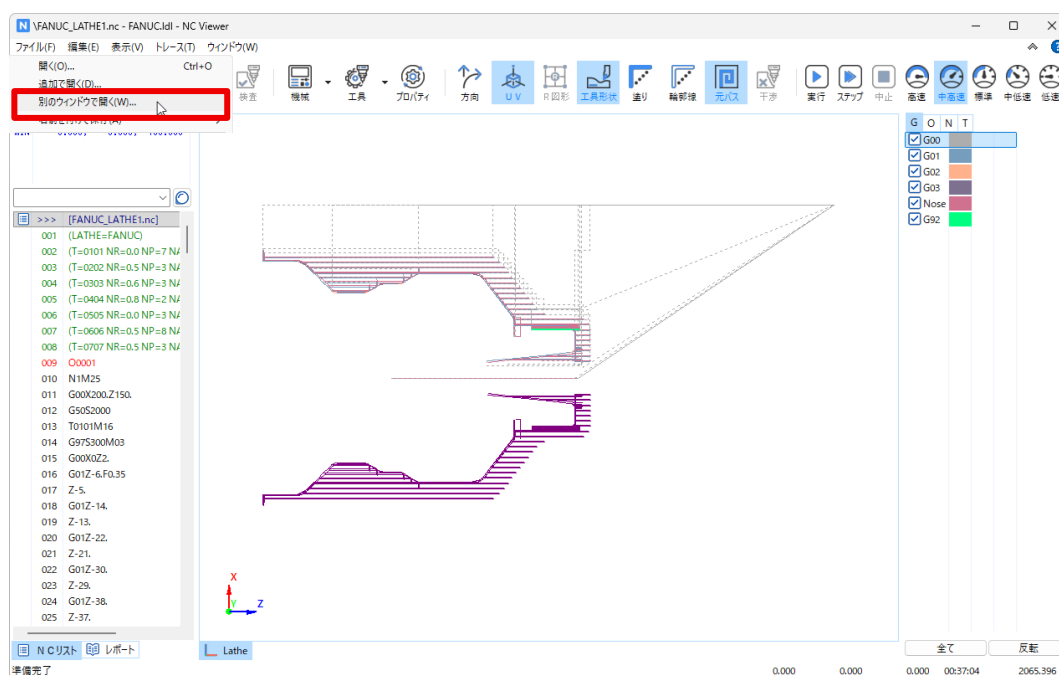 \FANUC_LATHE1.nc - FANUC.ldl - NC Viewer
ファイル(F) 編集(E) 表示(V) トレース(T) ウィンドウ(W)
開く(O)... Ctrl+O
追加で開く(D)...
別のウィンドウで開く(W)...
検査 機械 工具 プロパティ 方向 UV R図形 工具形状 塗り 輪郭線 元パス 干渉 実行 ステップ 中止 高速 中高速 標準 中低速 低速
G O N T
G00
G01
G02
G03
Nose
G92
>>> [FANUC_LATHE1.nc]
001 (LATHE=FANUC)
002 (T=0101 NR=0.0 NP=7 NA
003 (T=0202 NR=0.5 NP=3 NA
004 (T=0303 NR=0.6 NP=3 NA
005 (T=0404 NR=0.8 NP=2 NA
006 (T=0505 NR=0.0 NP=3 NA
007 (T=0606 NR=0.5 NP=8 NA
008 (T=0707 NR=0.5 NP=3 NA
009 O0001
010 N1M25
011 G00X200.Z150.
012 G50S2000
013 T0101M16
014 G97S300M03
015 G00X0Z2.
016 G01Z-6.F0.35
017 Z-5.
018 G01Z-14.
019 Z-13.
020 G01Z-22.
021 Z-21.
022 G01Z-30.
023 Z-29.
024 G01Z-38.
025 Z-37.
X
Y Z
NCリスト レポート Lathe 全て 反転
準備完了 0.000 0.000 0.000 00:37:04 2065.396